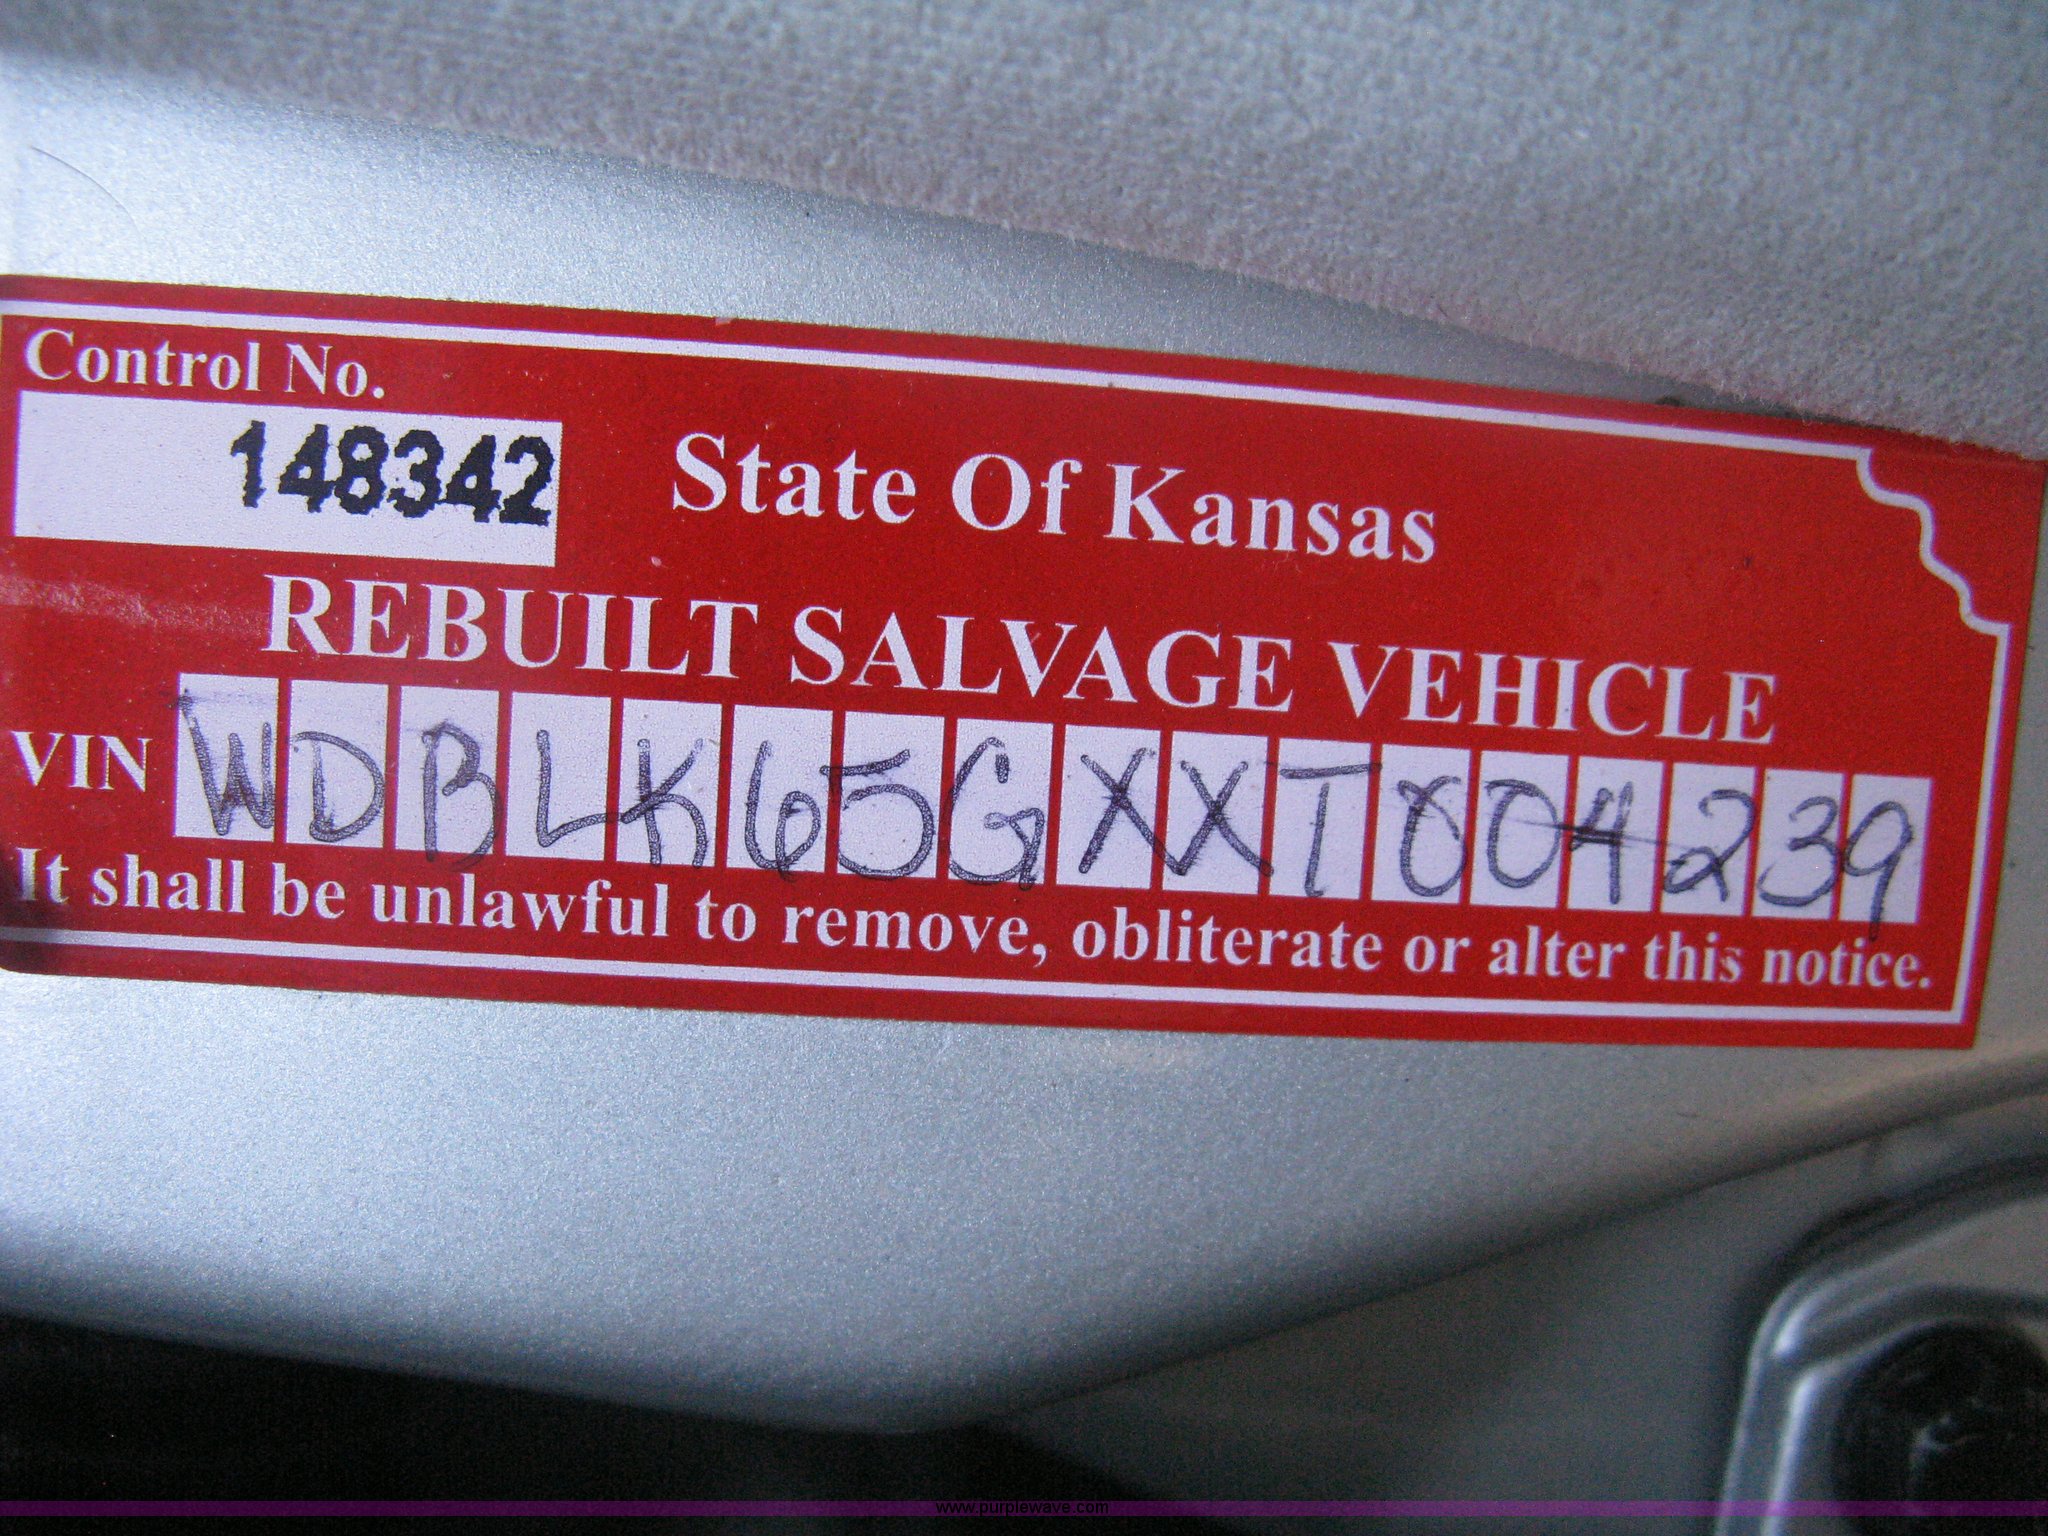 Control No.
148342
State Of Kansas
REBUILT SALVAGE VEHICLE
VIN WDBLK65GXXT004239
It shall be unlawful to remove, obliterate or alter this notice.
www.purplewave.com